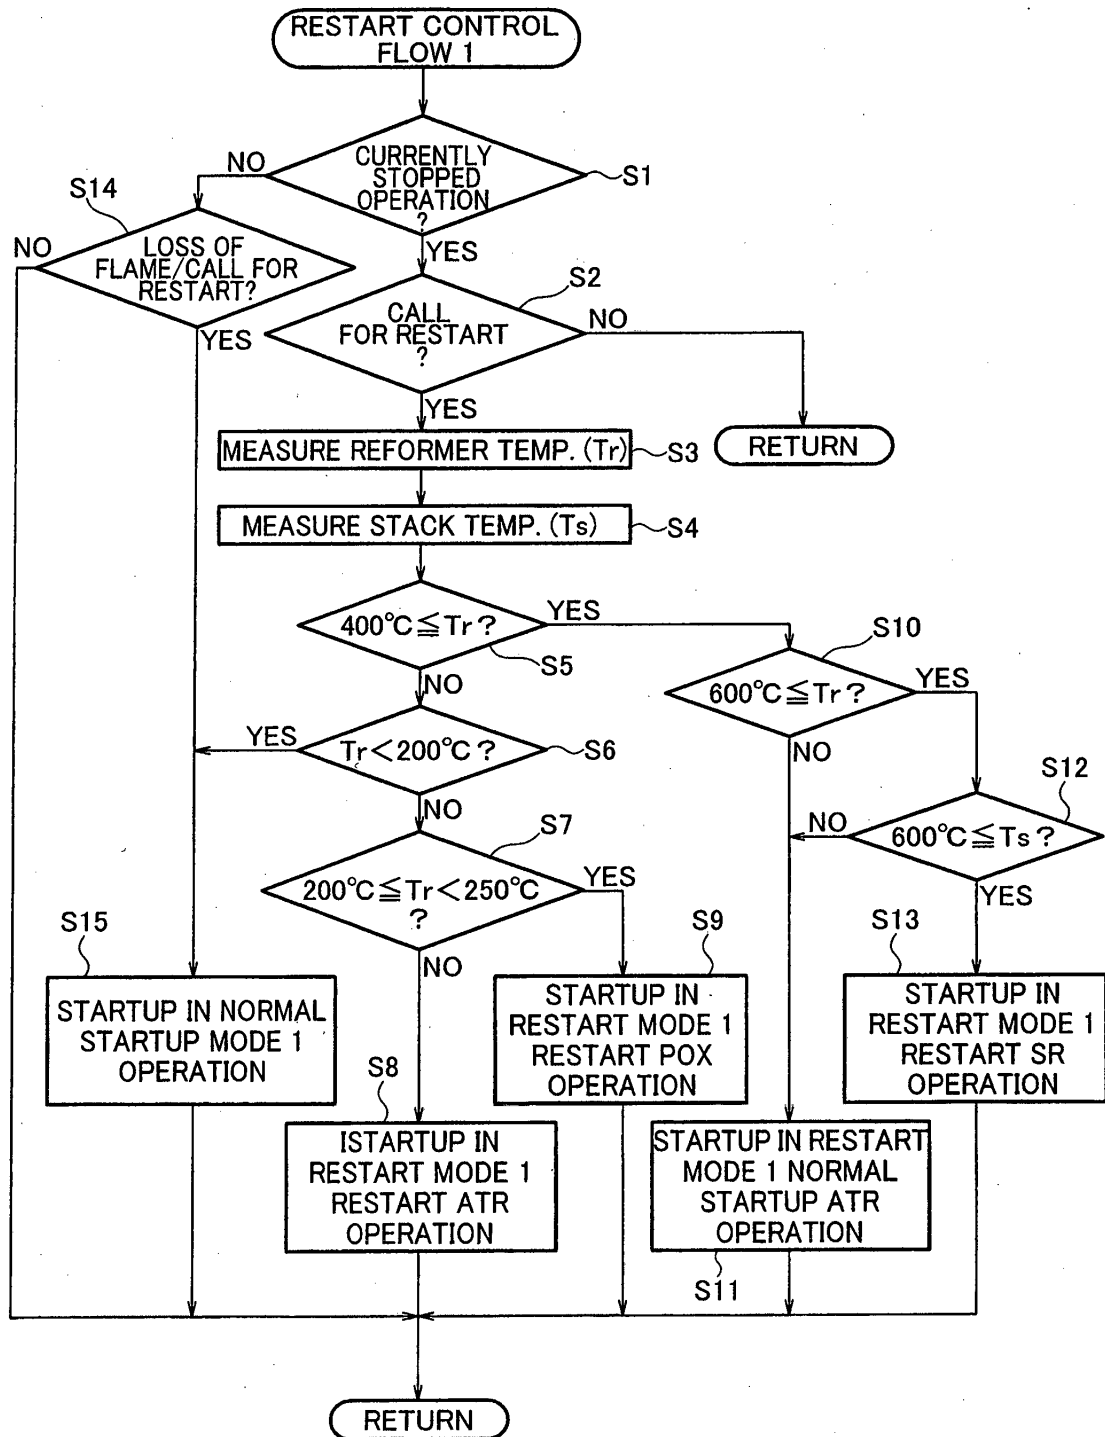 RESTART CONTROL
FLOW 1
CURRENTLY
STOPPED
OPERATION
?
S1
NO
YES
S14
LOSS OF
FLAME/CALL FOR
RESTART?
NO
YES
S2
CALL
FOR RESTART
?
NO
YES
RETURN
MEASURE REFORMER TEMP. (Tr)
S3
MEASURE STACK TEMP. (Ts)
S4
400°C≦Tr?
YES
S5
NO
S10
600°C≦Tr?
YES
NO
Tr<200°C?
YES
S6
NO
S12
600°C≦Ts?
NO
YES
S7
200°C≦Tr<250°C
?
YES
NO
S15
STARTUP IN NORMAL
STARTUP MODE 1
OPERATION
S9
STARTUP IN
RESTART MODE 1
RESTART POX
OPERATION
S13
STARTUP IN
RESTART MODE 1
RESTART SR
OPERATION
S8
ISTARTUP IN
RESTART MODE 1
RESTART ATR
OPERATION
STARTUP IN RESTART
MODE 1 NORMAL
STARTUP ATR
OPERATION
S11
RETURN